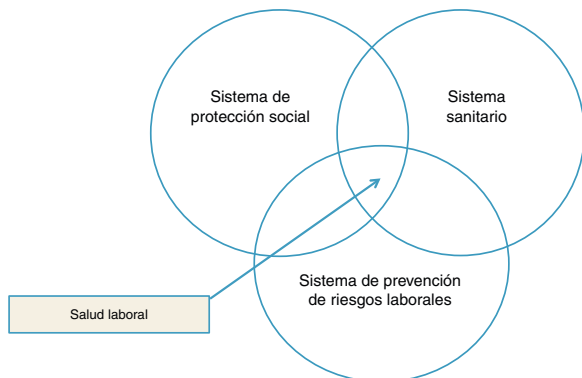 Sistema de
protección social
Sistema
sanitario
Sistema de prevención
de riesgos laborales
Salud laboral